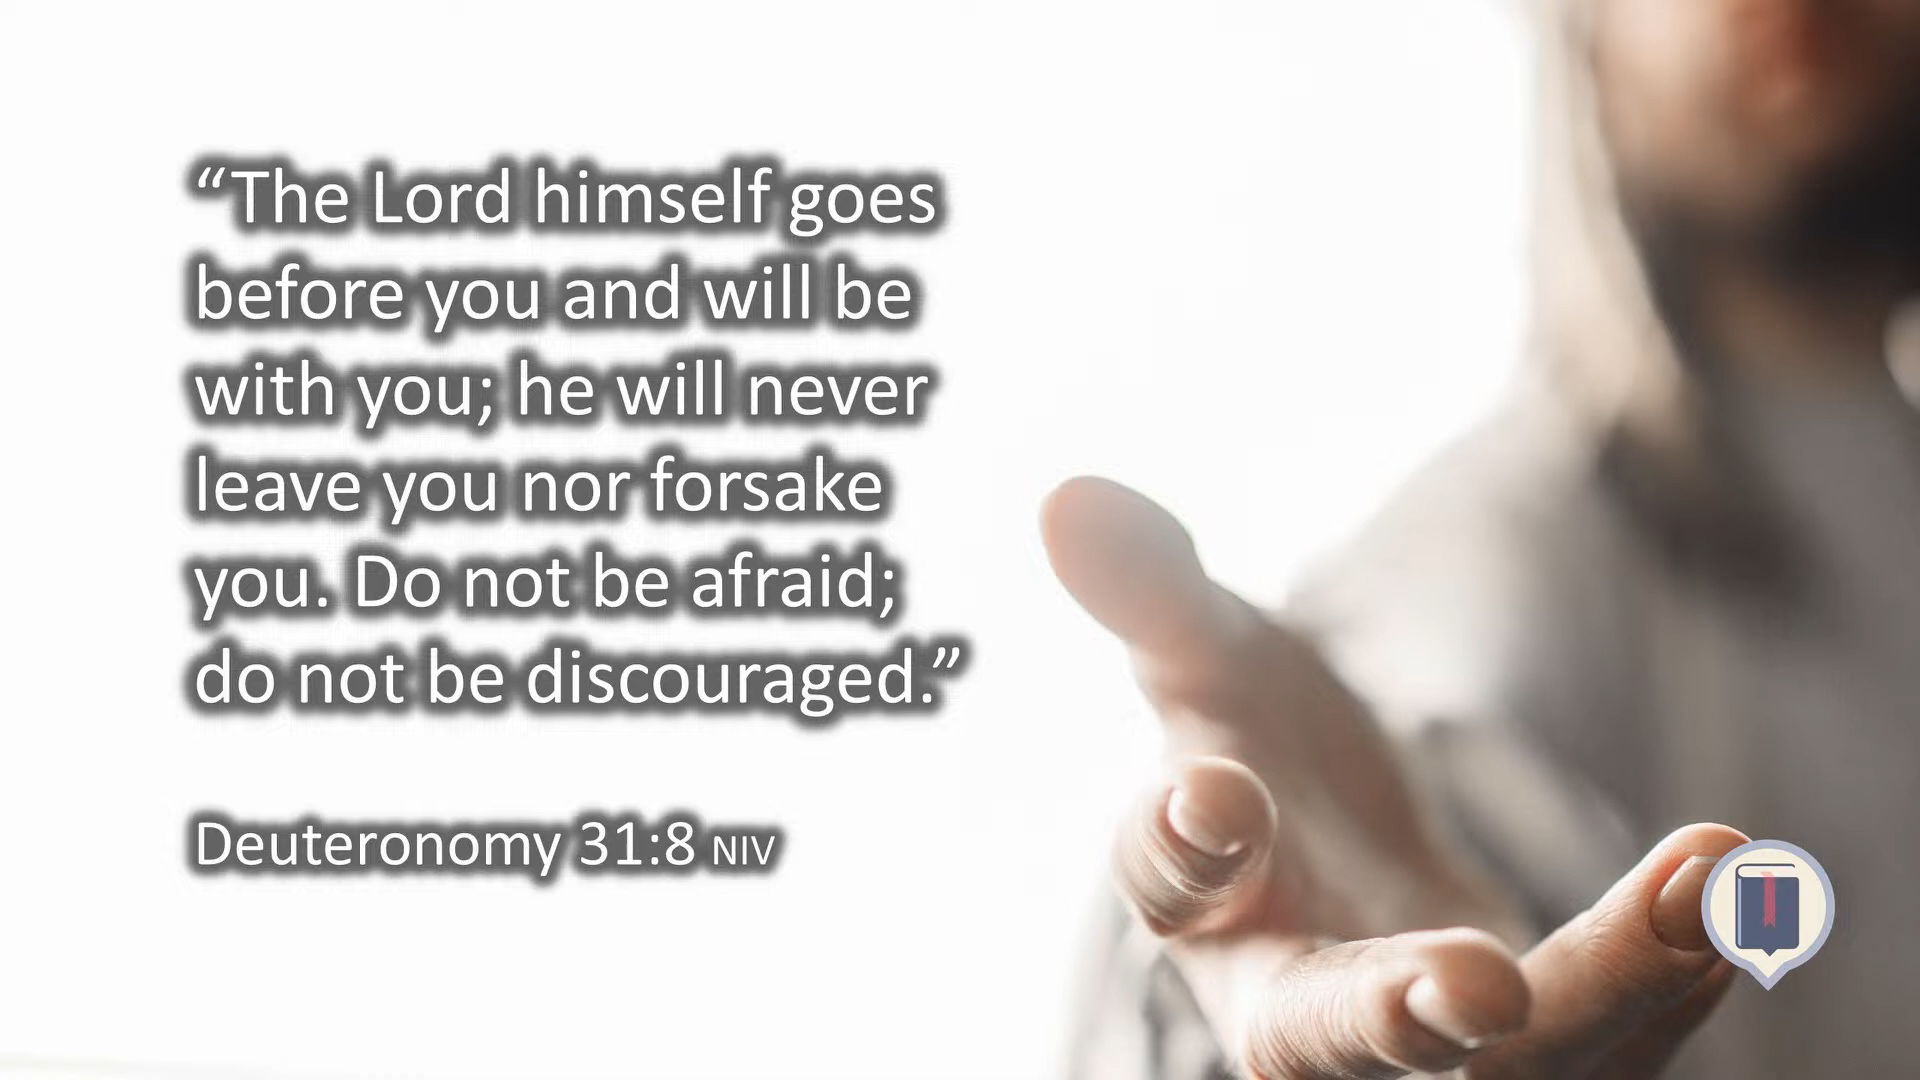 “The Lord himself goes
before you and will be
with you; he will never
leave you nor forsake
you. Do not be afraid;
do not be discouraged.”
Deuteronomy 31:8 NIV